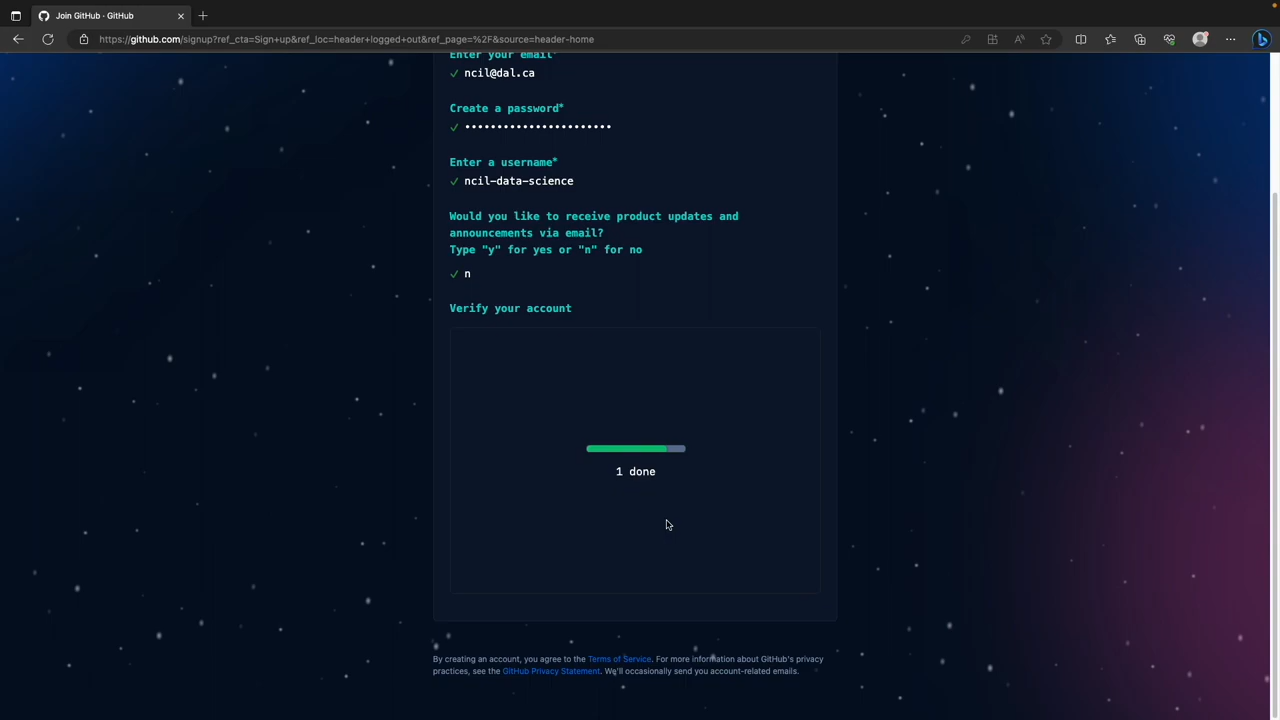 Join GitHub · GitHub
https://github.com/signup?ref_cta=Sign+up&ref_loc=header+logged+out&ref_page=%2F&source=header-home
Enter your email*
✓ ncil@dal.ca
Create a password*
✓ •••••••••••••••••••••••
Enter a username*
✓ ncil-data-science
Would you like to receive product updates and
announcements via email?
Type "y" for yes or "n" for no
✓ n
Verify your account
1 done
By creating an account, you agree to the Terms of Service. For more information about GitHub's privacy
practices, see the GitHub Privacy Statement. We'll occasionally send you account-related emails.